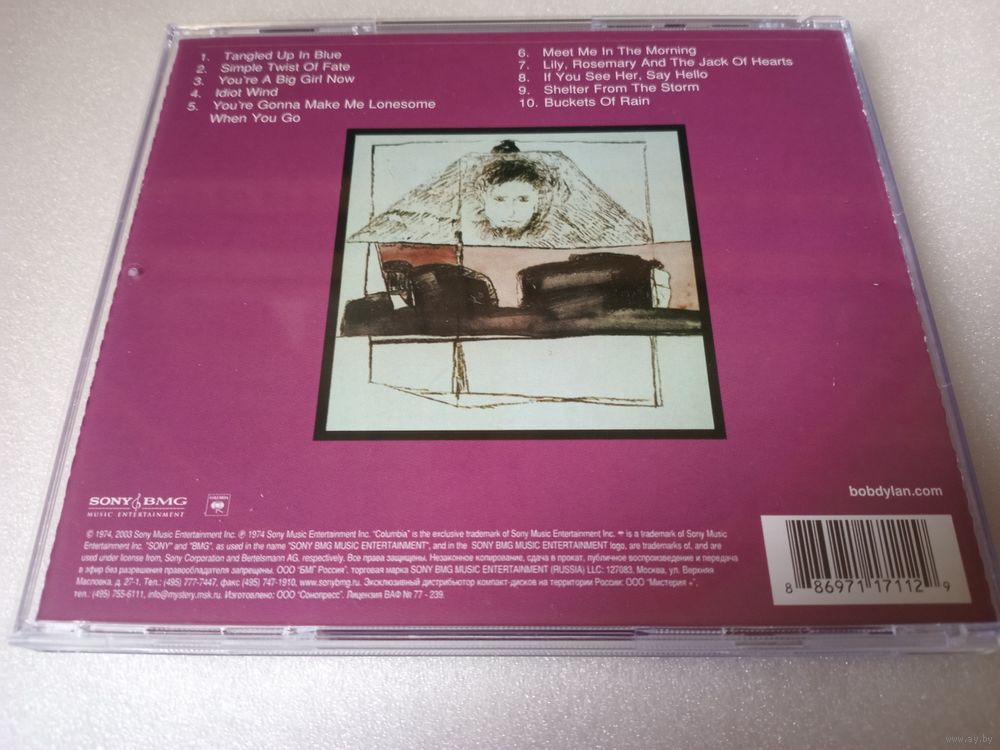 1. Tangled Up In Blue
2. Simple Twist Of Fate
3. You're A Big Girl Now
4. Idiot Wind
5. You're Gonna Make Me Lonesome
When You Go
6. Meet Me In The Morning
7. Lily, Rosemary And The Jack Of Hearts
8. If You See Her, Say Hello
9. Shelter From The Storm
10. Buckets Of Rain
SONY BMG
MUSIC ENTERTAINMENT
COLUMBIA
bobdylan.com
© 1974, 2003 Sony Music Entertainment Inc. ℗ 1974 Sony Music Entertainment Inc. "Columbia" is the exclusive trademark of Sony Music Entertainment Inc. is a trademark of Sony Music
Entertainment Inc. "SONY" and "BMG", as used in the name "SONY BMG MUSIC ENTERTAINMENT", and in the SONY BMG MUSIC ENTERTAINMENT logo, are trademarks of, and are
used under license from, Sony Corporation and Bertelsmann AG, respectively. Все права защищены. Незаконное копирование, сдача в прокат, публичное воспроизведение и передача
в эфир без разрешения правообладателя запрещены. ООО "БМГ Россия", торговая марка SONY BMG MUSIC ENTERTAINMENT (RUSSIA) LLC: 127083, Москва, ул. Верхняя
Масловка, д. 27-1. Тел.: (495) 777-7447, факс (495) 747-1910, www.sonybmg.ru. Эксклюзивный дистрибьютор компакт-дисков на территории России: ООО "Мистерия +",
тел.: (495) 755-6111, info@mystery.msk.ru. Изготовлено: ООО "Сонопресс". Лицензия ВАФ № 77 - 239.
8 86971 17112 9
www.ay.by